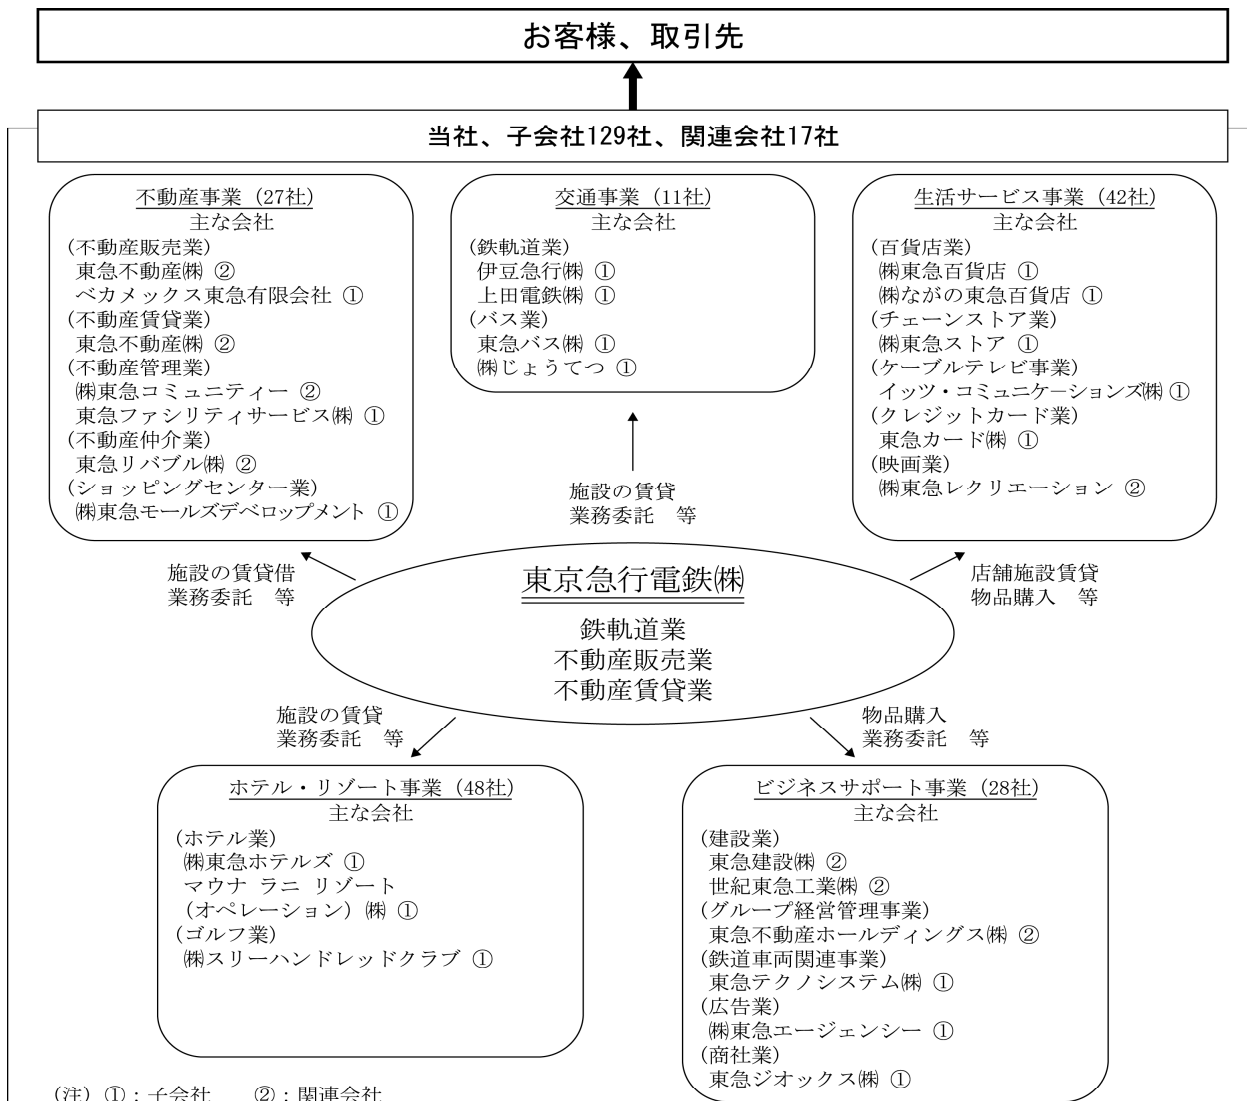 お客様、取引先
当社、子会社129社、関連会社17社
不動産事業（27社）
主な会社
（不動産販売業）
東急不動産㈱ ②
ベカメックス東急有限会社 ①
（不動産賃貸業）
東急不動産㈱ ②
（不動産管理業）
㈱東急コミュニティー ②
東急ファシリティサービス㈱ ①
（不動産仲介業）
東急リバブル㈱ ②
（ショッピングセンター業）
㈱東急モールズデベロップメント ①
交通事業（11社）
主な会社
（鉄軌道業）
伊豆急行㈱ ①
上田電鉄㈱ ①
（バス業）
東急バス㈱ ①
㈱じょうてつ ①
生活サービス事業（42社）
主な会社
（百貨店業）
㈱東急百貨店 ①
㈱ながの東急百貨店 ①
（チェーンストア業）
㈱東急ストア ①
（ケーブルテレビ事業）
イッツ・コミュニケーションズ㈱ ①
（クレジットカード業）
東急カード㈱ ①
（映画業）
㈱東急レクリエーション ②
施設の賃貸
業務委託　等
施設の賃貸借
業務委託　等
店舗施設賃貸
物品購入　等
東京急行電鉄㈱
鉄軌道業
不動産販売業
不動産賃貸業
施設の賃貸
業務委託　等
物品購入
業務委託　等
ホテル・リゾート事業（48社）
主な会社
（ホテル業）
㈱東急ホテルズ ①
マウナ ラニ リゾート
（オペレーション）㈱ ①
（ゴルフ業）
㈱スリーハンドレッドクラブ ①
ビジネスサポート事業（28社）
主な会社
（建設業）
東急建設㈱ ②
世紀東急工業㈱ ②
（グループ経営管理事業）
東急不動産ホールディングス㈱ ②
（鉄道車両関連事業）
東急テクノシステム㈱ ①
（広告業）
㈱東急エージェンシー ①
（商社業）
東急ジオックス㈱ ①
（注）①：子会社　　②：関連会社